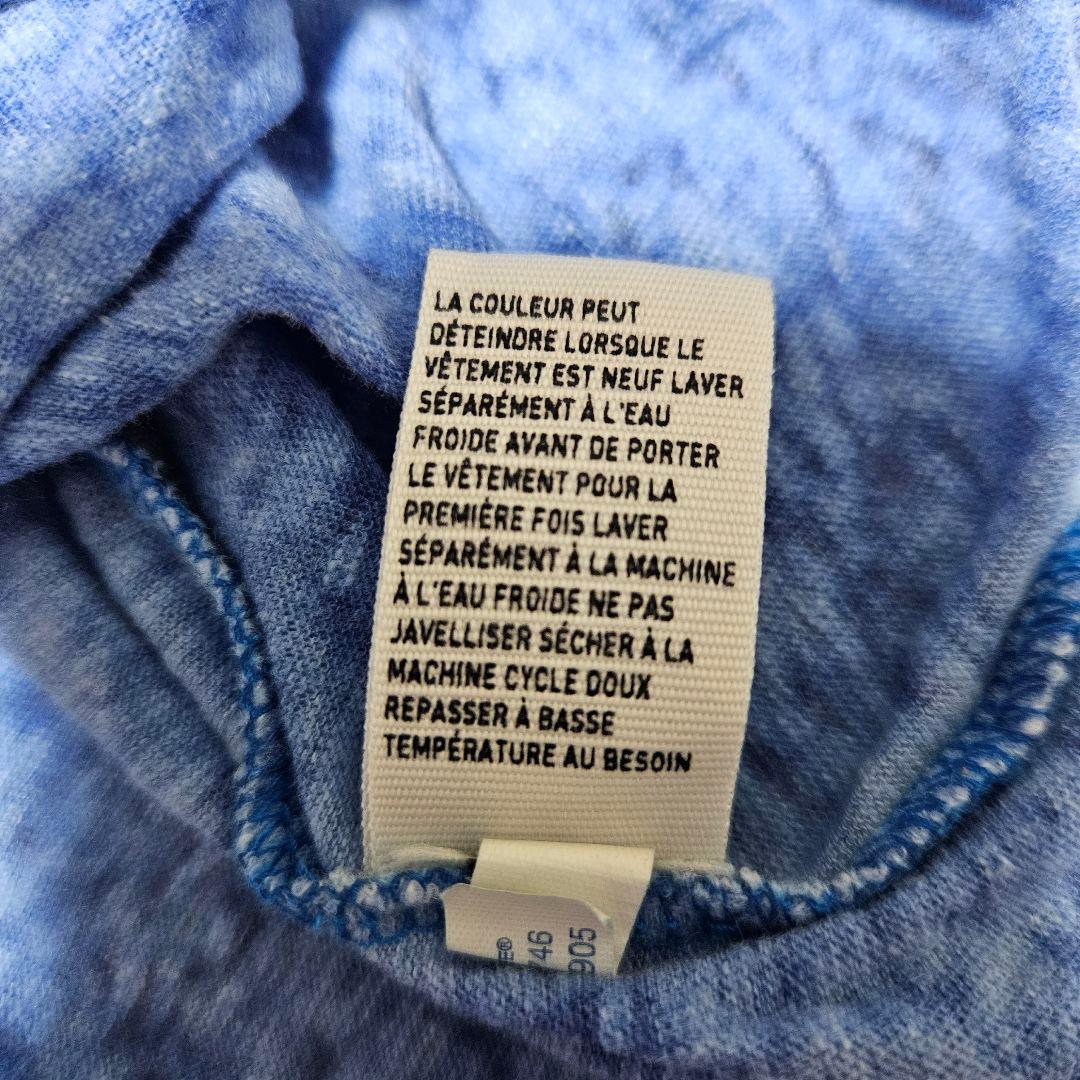 LA COULEUR PEUT
DÉTEINDRE LORSQUE LE
VÊTEMENT EST NEUF LAVER
SÉPARÉMENT À L'EAU
FROIDE AVANT DE PORTER
LE VÊTEMENT POUR LA
PREMIÈRE FOIS LAVER
SÉPARÉMENT À LA MACHINE
À L'EAU FROIDE NE PAS
JAVELLISER SÉCHER À LA
MACHINE CYCLE DOUX
REPASSER À BASSE
TEMPÉRATURE AU BESOIN
E®
46
905